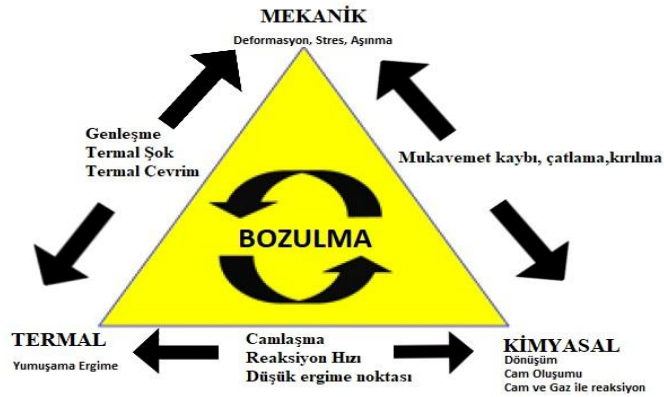 MEKANİK
Deformasyon, Stres, Aşınma
Genleşme
Termal Şok
Termal Cevrim
Mukavemet kaybı, çatlama,kırılma
BOZULMA
TERMAL
Yumuşama Ergime
Camlaşma
Reaksiyon Hızı
Düşük ergime noktası
KİMYASAL
Dönüşüm
Cam Oluşumu
Cam ve Gaz ile reaksiyon